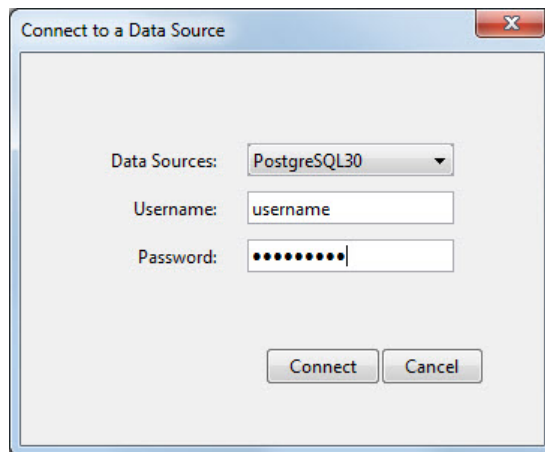 Connect to a Data Source
Data Sources: PostgreSQL30
Username: username
Password: •••••••••
Connect Cancel